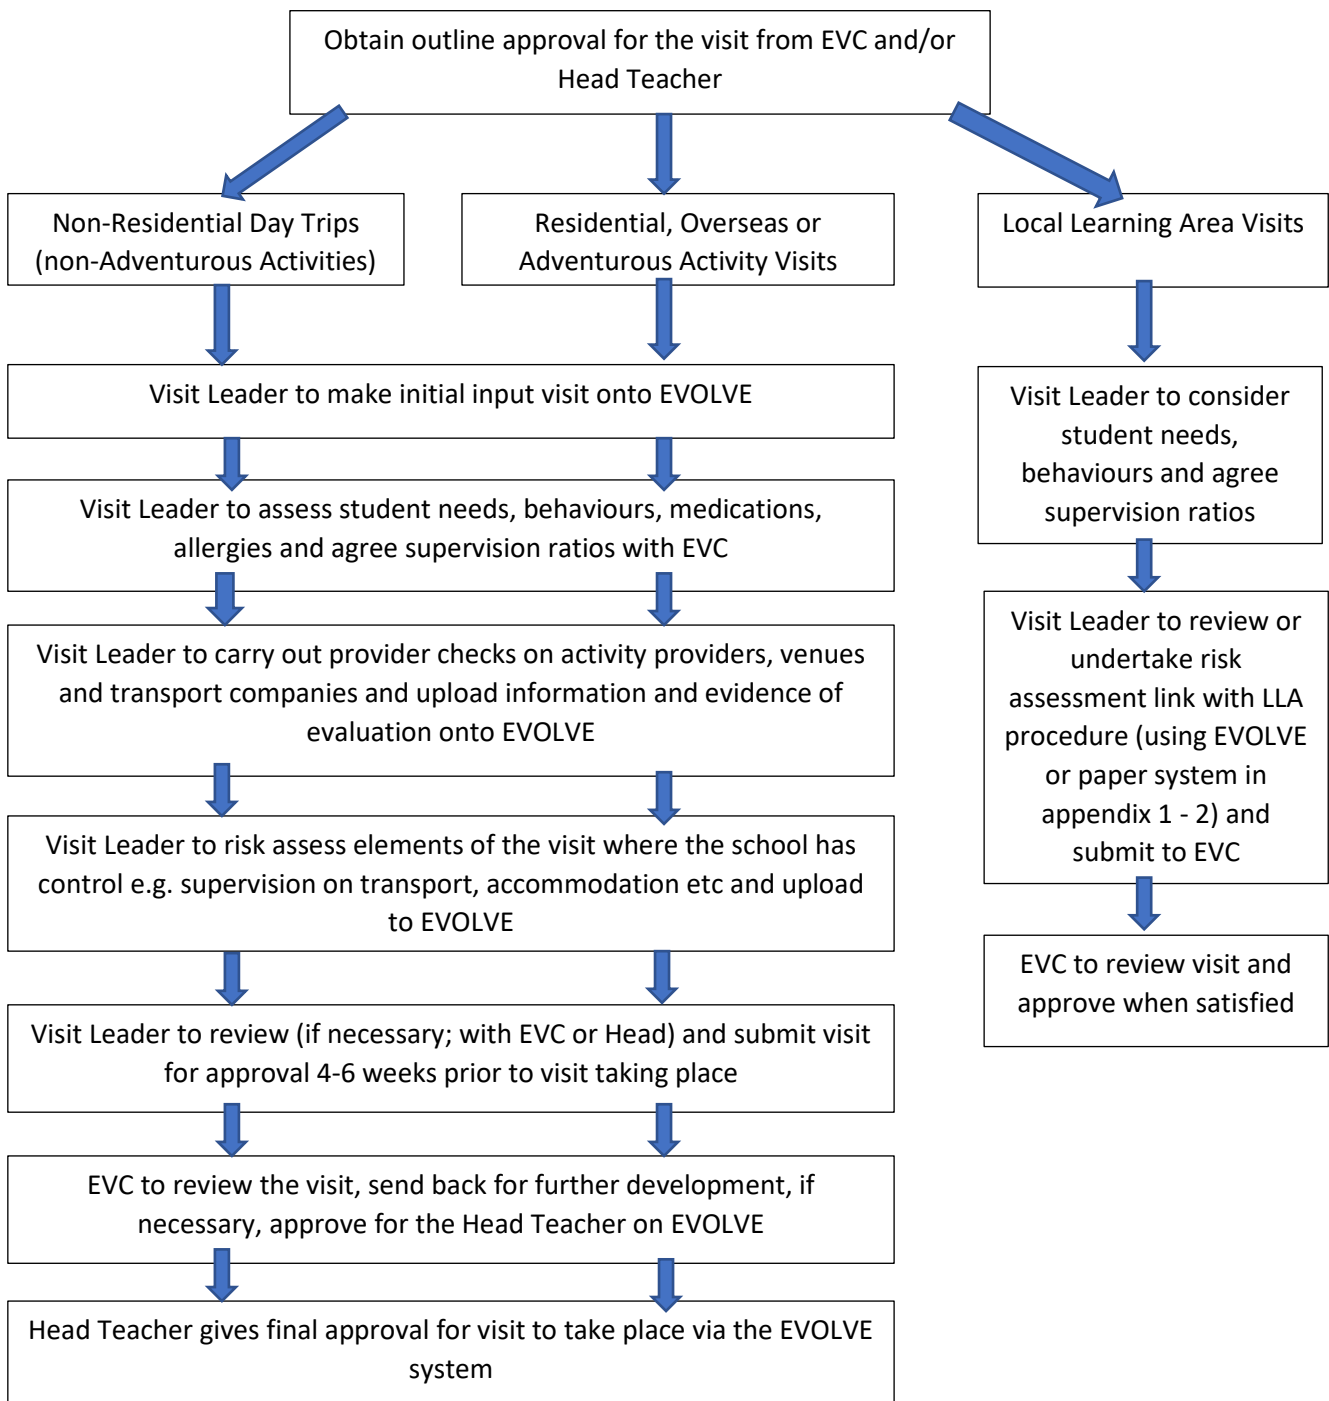 Obtain outline approval for the visit from EVC and/or
Head Teacher
Non-Residential Day Trips
(non-Adventurous Activities)
Residential, Overseas or
Adventurous Activity Visits
Local Learning Area Visits
Visit Leader to make initial input visit onto EVOLVE
Visit Leader to assess student needs, behaviours, medications,
allergies and agree supervision ratios with EVC
Visit Leader to carry out provider checks on activity providers, venues
and transport companies and upload information and evidence of
evaluation onto EVOLVE
Visit Leader to risk assess elements of the visit where the school has
control e.g. supervision on transport, accommodation etc and upload
to EVOLVE
Visit Leader to review (if necessary; with EVC or Head) and submit visit
for approval 4-6 weeks prior to visit taking place
EVC to review the visit, send back for further development, if
necessary, approve for the Head Teacher on EVOLVE
Head Teacher gives final approval for visit to take place via the EVOLVE
system
Visit Leader to consider
student needs,
behaviours and agree
supervision ratios
Visit Leader to review or
undertake risk
assessment link with LLA
procedure (using EVOLVE
or paper system in
appendix 1 - 2) and
submit to EVC
EVC to review visit and
approve when satisfied